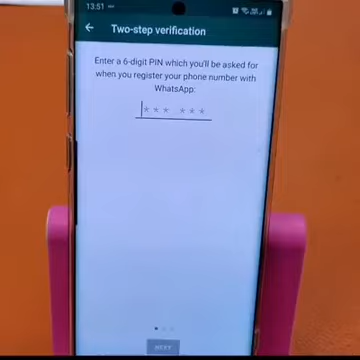 13:51
Two-step verification
Enter a 6-digit PIN which you'll be asked for
when you register your phone number with
WhatsApp:
*** ***
NEXT